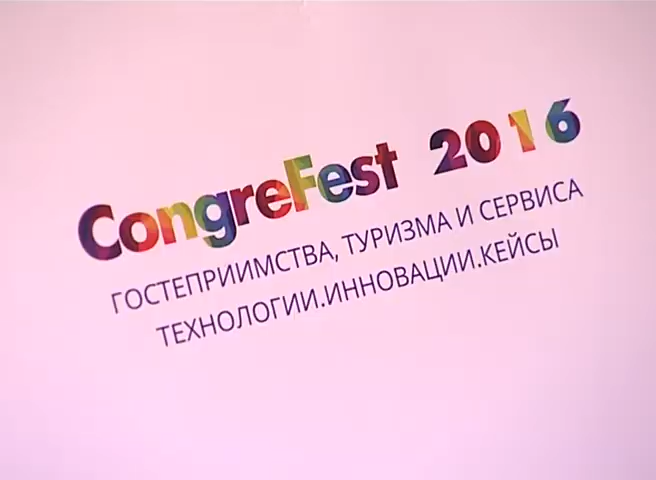 CongreFest 2016
ГОСТЕПРИИМСТВА, ТУРИЗМА И СЕРВИСА
ТЕХНОЛОГИИ.ИННОВАЦИИ.КЕЙСЫ